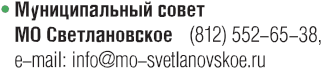 • Муниципальный совет
МО Светлановское (812) 552–65–38,
e–mail: info@mo–svetlanovskoe.ru